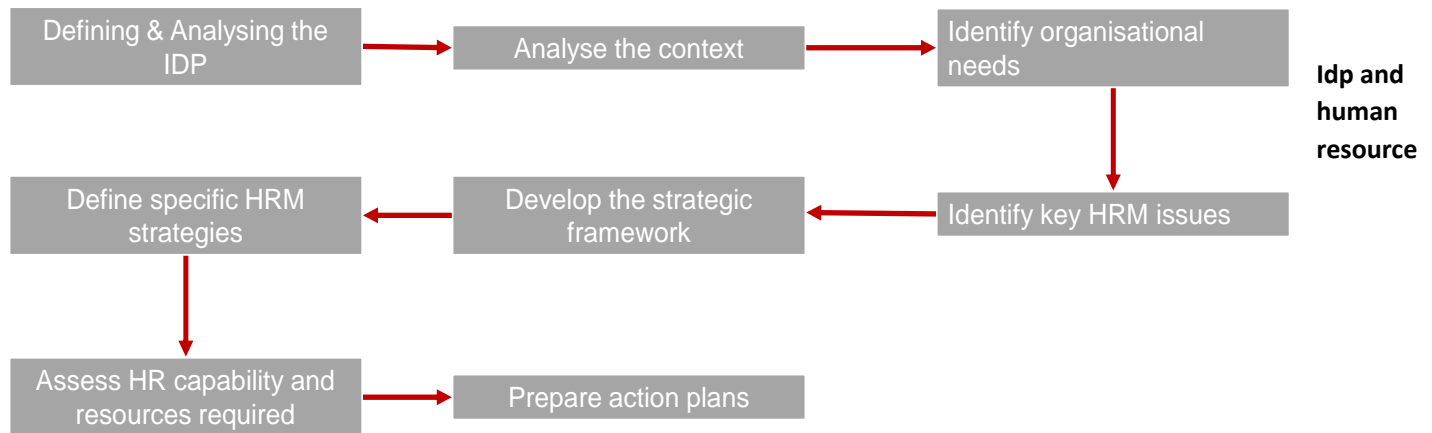 Defining & Analysing the
IDP
Analyse the context
Identify organisational
needs
Idp and
human
resource
Define specific HRM
strategies
Develop the strategic
framework
Identify key HRM issues
Assess HR capability and
resources required
Prepare action plans